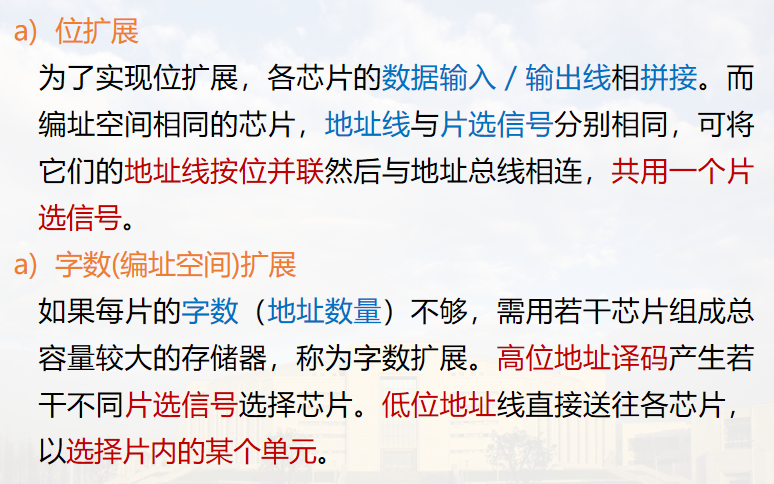 a) 位扩展
为了实现位扩展，各芯片的数据输入／输出线相拼接。而
编址空间相同的芯片，地址线与片选信号分别相同，可将
它们的地址线按位并联然后与地址总线相连，共用一个片
选信号。
a) 字数(编址空间)扩展
如果每片的字数（地址数量）不够，需用若干芯片组成总
容量较大的存储器，称为字数扩展。高位地址译码产生若
干不同片选信号选择芯片。低位地址线直接送往各芯片，
以选择片内的某个单元。